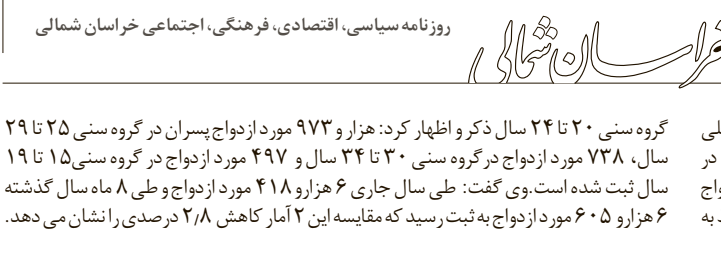 روزنامه سیاسی، اقتصادی، فرهنگی، اجتماعی خراسان شمالی
خراسان شمالی
گروه سنی ۲۰ تا ۲۴ سال ذکر و اظهار کرد: هزار و ۹۷۳ مورد ازدواج پسران در گروه سنی ۲۵ تا ۲۹
سال، ۷۳۸ مورد ازدواج درگروه سنی ۳۰ تا ۳۴ سال و ۴۹۷ مورد ازدواج در گروه سنی۱۵ تا ۱۹
سال ثبت شده است.وی گفت: طی سال جاری ۶ هزارو ۴۱۸ مورد ازدواج و طی ۸ ماه سال گذشته
۶ هزارو ۶۰۵ مورد ازدواج به ثبت رسید که مقایسه این ۲ آمار کاهش ۲٫۸ درصدی را نشان می دهد.
در